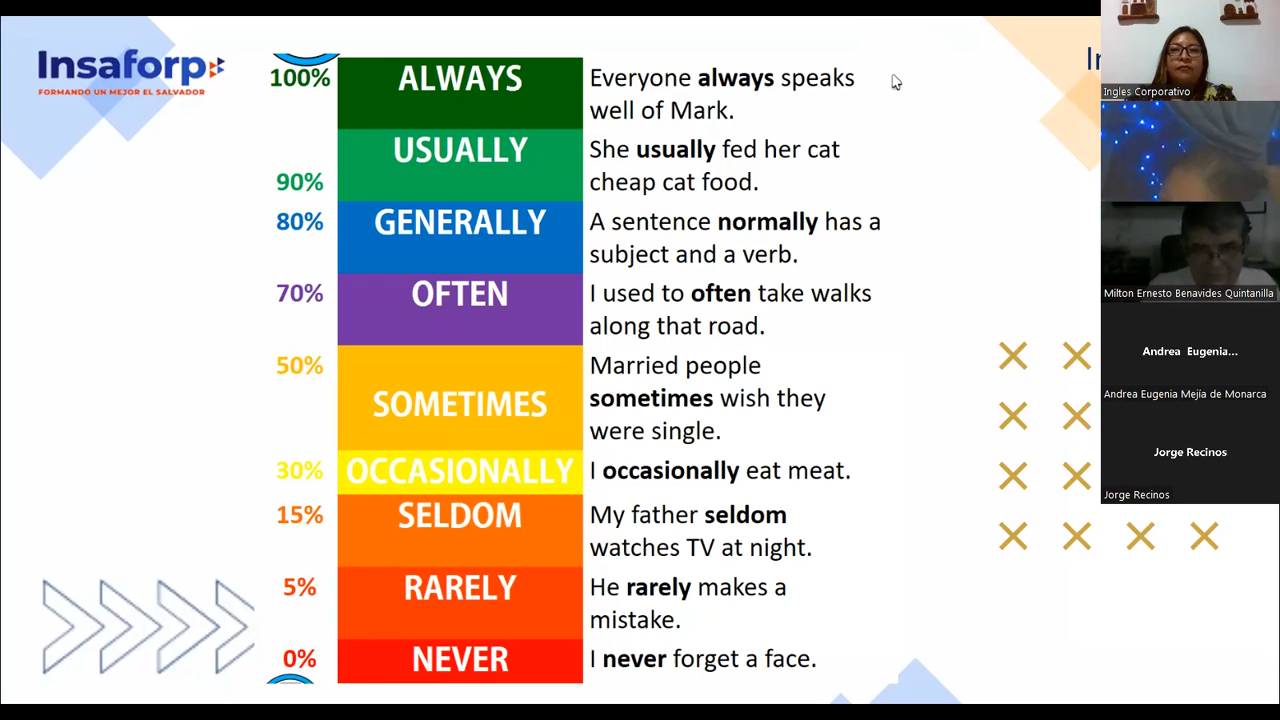 Insaforp
FORMANDO UN MEJOR EL SALVADOR
100%
ALWAYS
Everyone always speaks
well of Mark.
90%
USUALLY
She usually fed her cat
cheap cat food.
80%
GENERALLY
A sentence normally has a
subject and a verb.
70%
OFTEN
I used to often take walks
along that road.
50%
SOMETIMES
Married people
sometimes wish they
were single.
30%
OCCASIONALLY
I occasionally eat meat.
15%
SELDOM
My father seldom
watches TV at night.
5%
RARELY
He rarely makes a
mistake.
0%
NEVER
I never forget a face.
Ingles Corporativo
Milton Ernesto Benavides Quintanilla
Andrea Eugenia...
Andrea Eugenia Mejía de Monarca
Jorge Recinos
Jorge Recinos